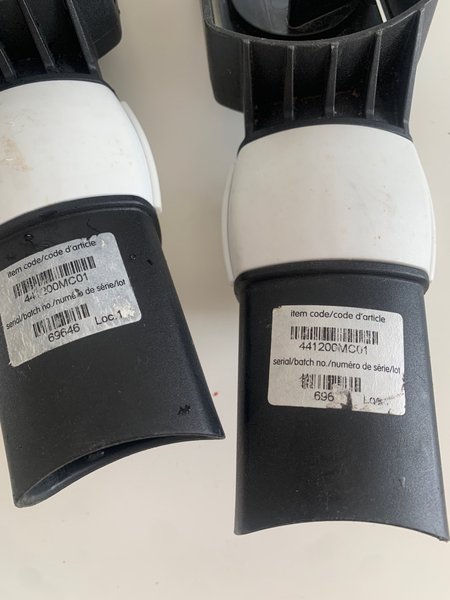 item code/code d'article
441200MC01
serial/batch no./numéro de série/lot
69646 Loc.1
item code/code d'article
441200MC01
serial/batch no./numéro de série/lot
696 Loc.